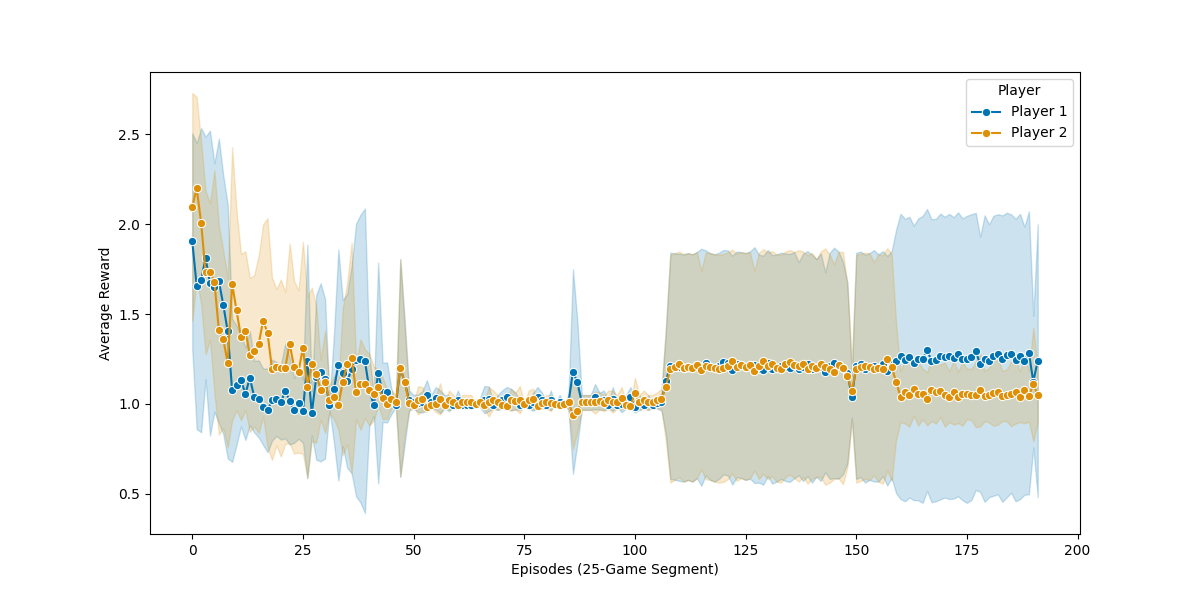 Player
Player 1
Player 2
2.5
2.0
1.5
1.0
0.5
Average Reward
0 25 50 75 100 125 150 175 200
Episodes (25-Game Segment)